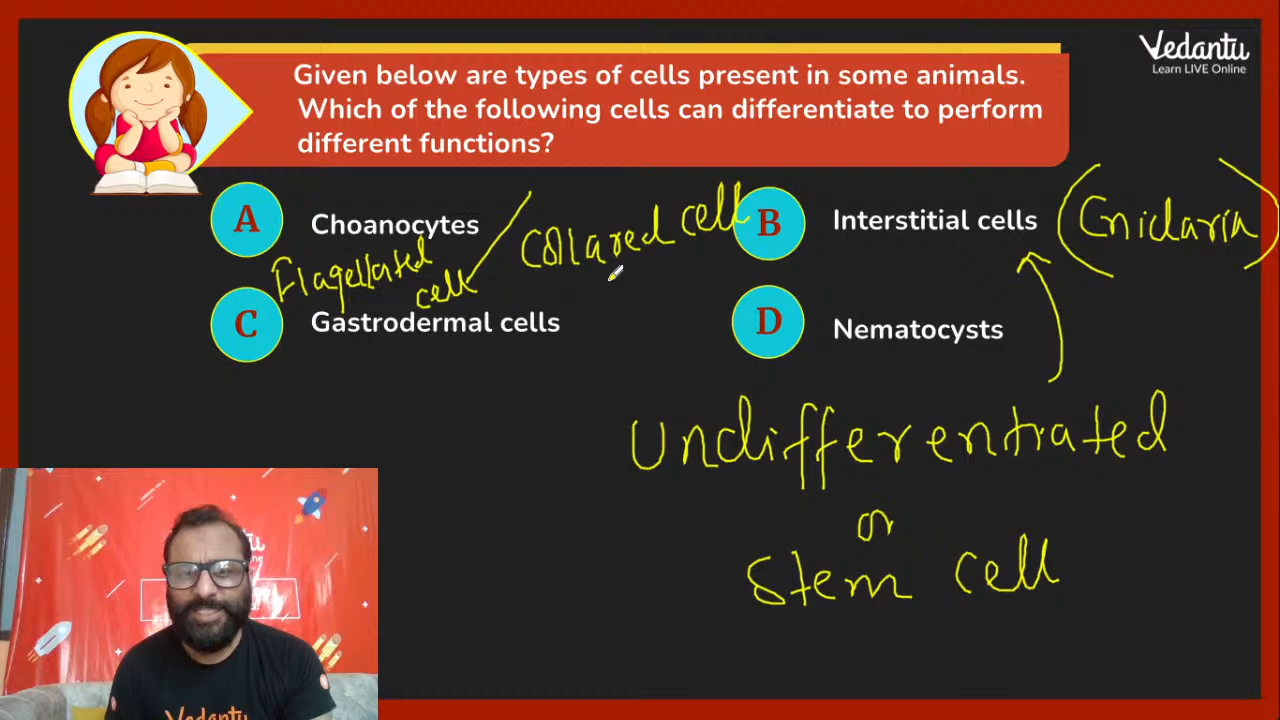 Vedantu
Learn LIVE Online
Given below are types of cells present in some animals.
Which of the following cells can differentiate to perform
different functions?
A Choanocytes
Flagellated
cell
Collared cell
B Interstitial cells
(Cnidaria)
C Gastrodermal cells
D Nematocysts
Undifferentiated
or
Stem cell
Vedantu